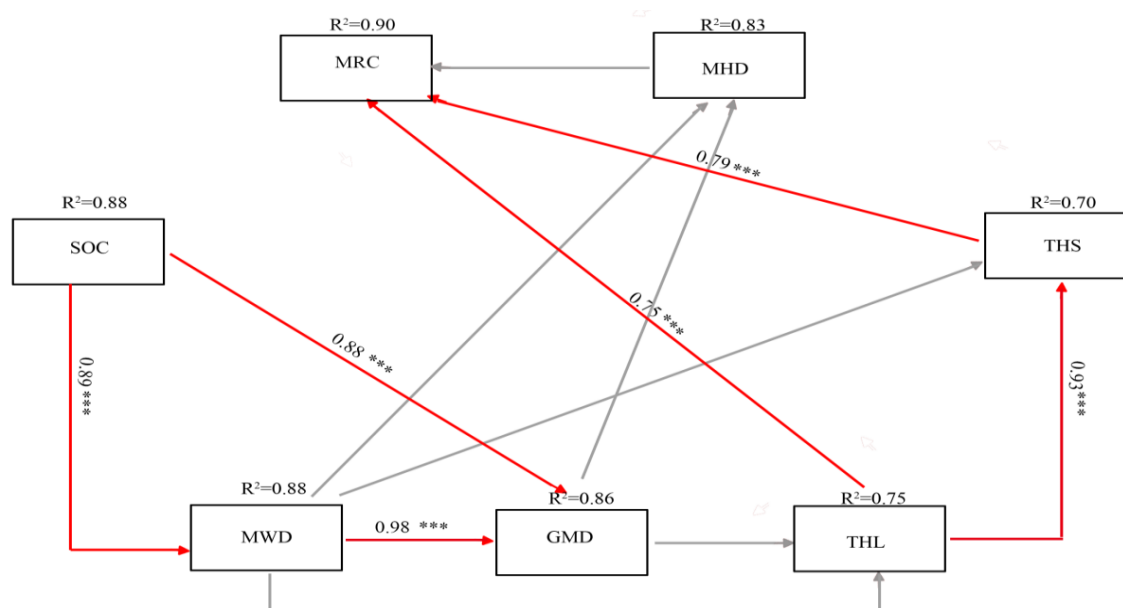 R²=0.90
MRC
R²=0.83
MHD
0.79 ***
R²=0.88
SOC
R²=0.70
THS
0.75 ***
0.88 ***
0.89 ***
0.93 ***
R²=0.88
MWD
0.98 ***
R²=0.86
GMD
R²=0.75
THL